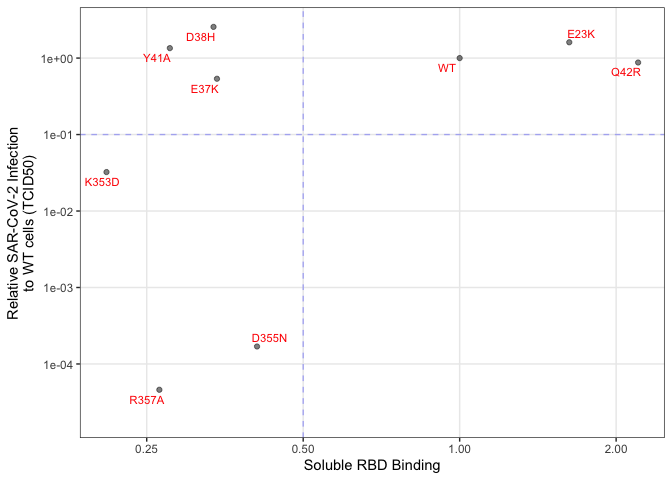 D38H
E23K
Y41A
WT
Q42R
E37K
K353D
D355N
R357A
1e+00
1e-01
1e-02
1e-03
1e-04
Relative SAR-CoV-2 Infection
to WT cells (TCID50)
0.25
0.50
1.00
2.00
Soluble RBD Binding